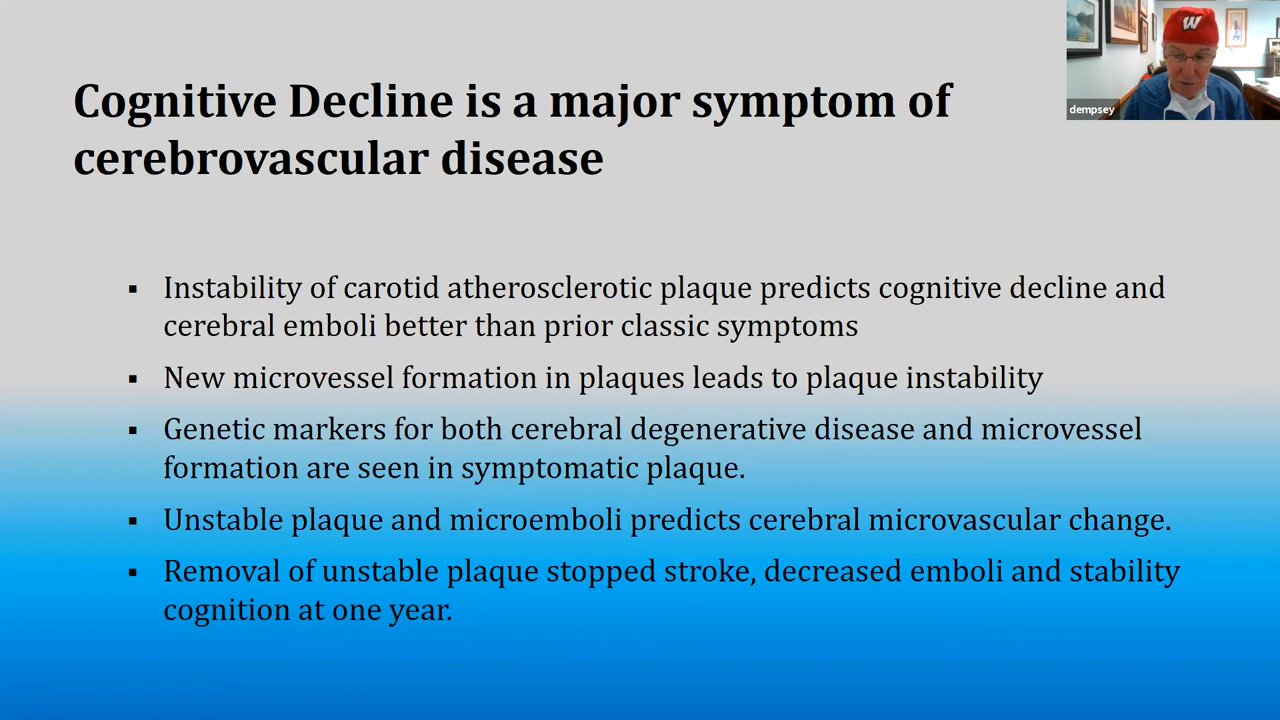 Cognitive Decline is a major symptom of
cerebrovascular disease
W
dempsey
▪ Instability of carotid atherosclerotic plaque predicts cognitive decline and
cerebral emboli better than prior classic symptoms
▪ New microvessel formation in plaques leads to plaque instability
▪ Genetic markers for both cerebral degenerative disease and microvessel
formation are seen in symptomatic plaque.
▪ Unstable plaque and microemboli predicts cerebral microvascular change.
▪ Removal of unstable plaque stopped stroke, decreased emboli and stability
cognition at one year.